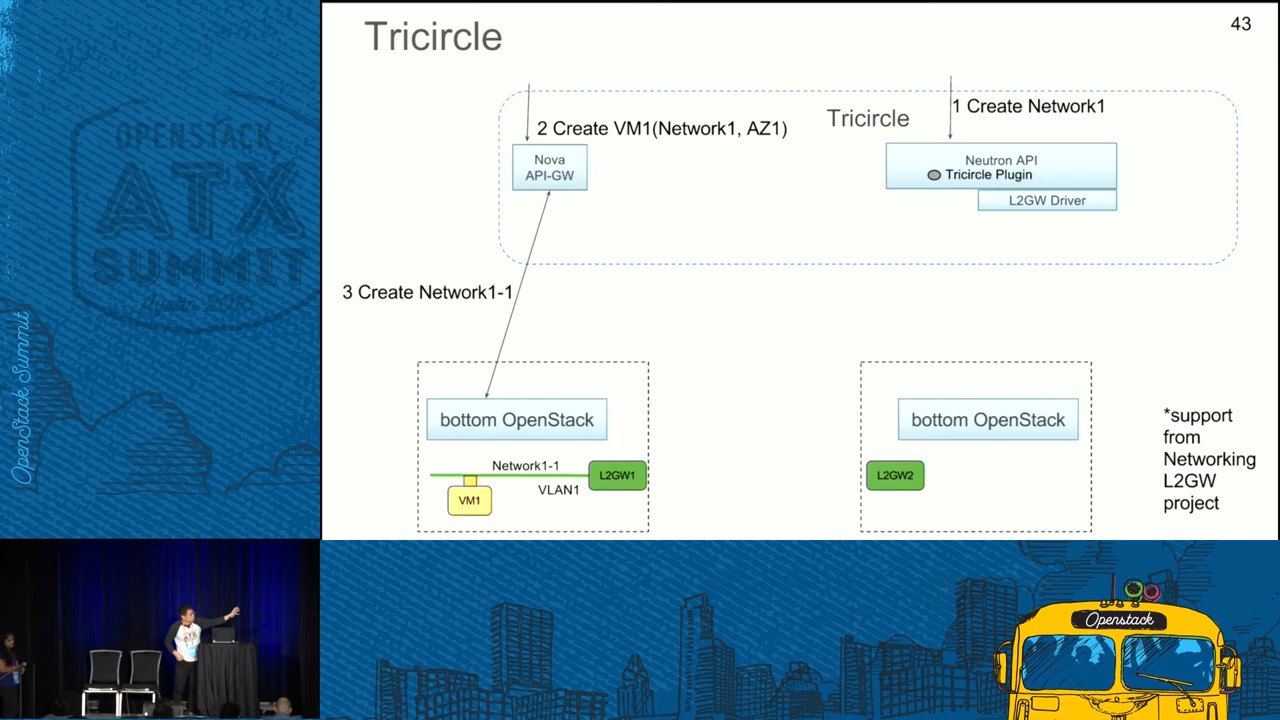 Tricircle
43
1 Create Network1
2 Create VM1(Network1, AZ1)
Tricircle
Nova
API-GW
Neutron API
Tricircle Plugin
L2GW Driver
3 Create Network1-1
bottom OpenStack
bottom OpenStack
Network1-1
L2GW1
VLAN1
VM1
L2GW2
*support
from
Networking
L2GW
project
OPENSTACK
ATX
SUMMIT
Austin 2016
OpenStack Summit
Openstack